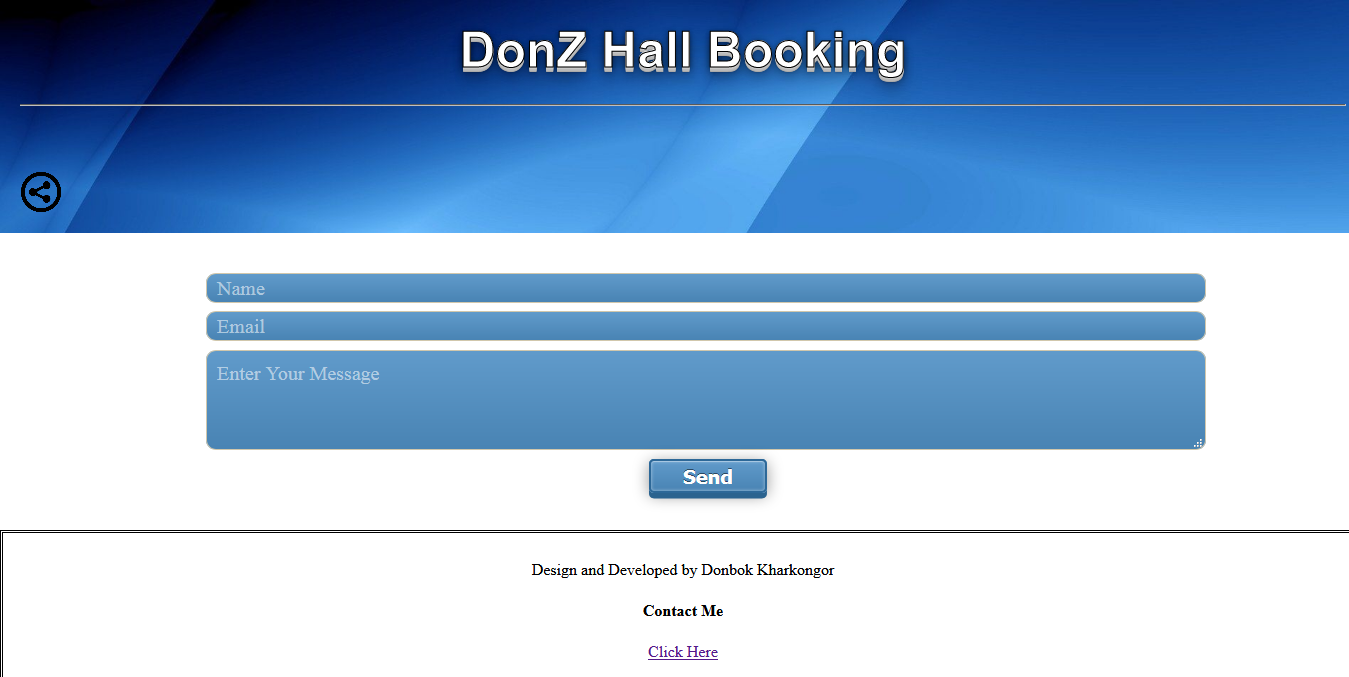 DonZ Hall Booking
Name
Email
Enter Your Message
Send
Design and Developed by Donbok Kharkongor
Contact Me
Click Here